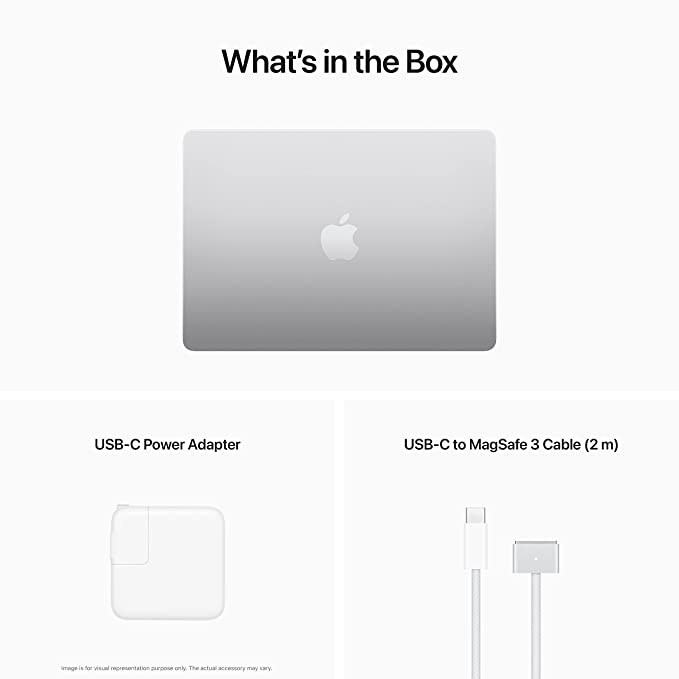 What's in the Box
USB-C Power Adapter
USB-C to MagSafe 3 Cable (2 m)
Image is for visual representation purpose only. The actual accessory may vary.